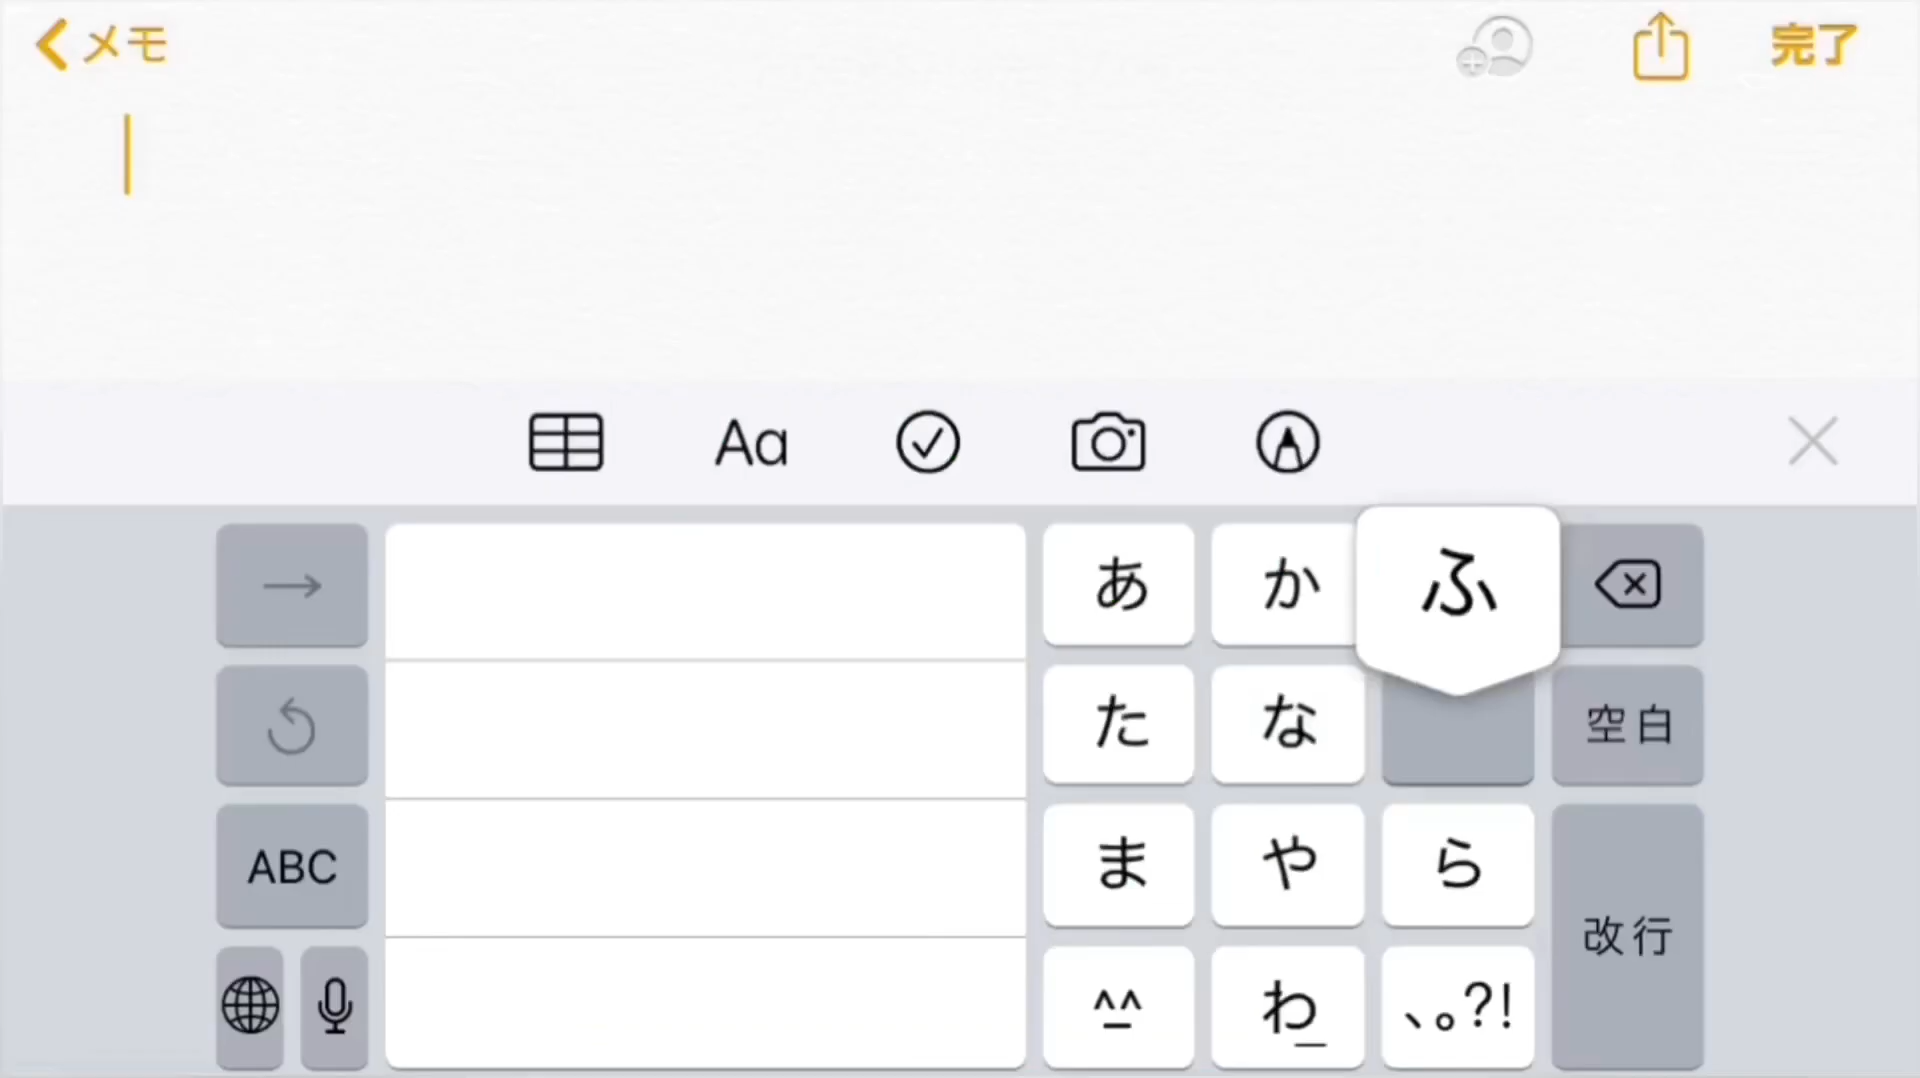 メモ 完了
Aa
あ か ふ
た な 空白
ABC ま や ら
改行
^_^ わ_ 、。?!